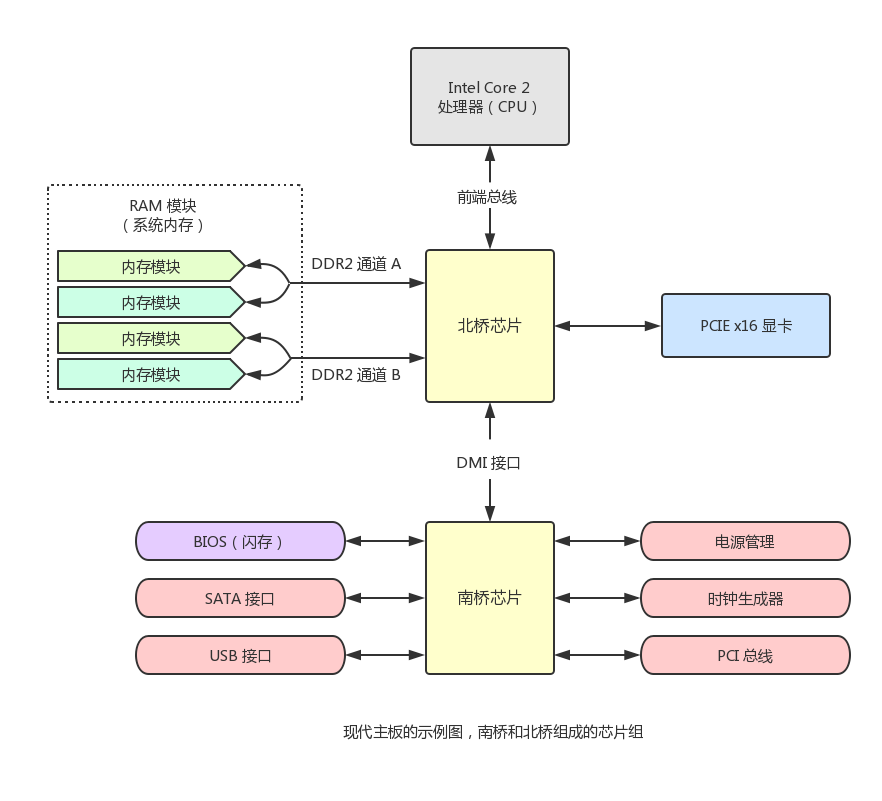 Intel Core 2
处理器（CPU）
前端总线
RAM 模块
（系统内存）
内存模块
内存模块
内存模块
内存模块
DDR2 通道 A
DDR2 通道 B
北桥芯片
PCIE x16 显卡
DMI 接口
BIOS（闪存）
SATA 接口
USB 接口
南桥芯片
电源管理
时钟生成器
PCI 总线
现代主板的示例图，南桥和北桥组成的芯片组